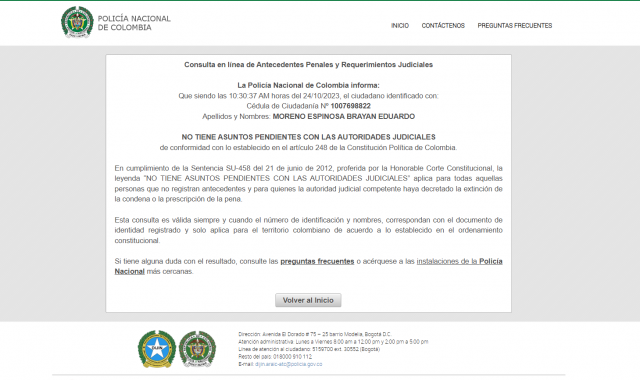 POLICÍA NACIONAL
DE COLOMBIA
INICIO CONTÁCTENOS PREGUNTAS FRECUENTES
Consulta en línea de Antecedentes Penales y Requerimientos Judiciales
La Policía Nacional de Colombia informa:
Que siendo las 10:30:37 AM horas del 24/10/2023, el ciudadano identificado con:
Cédula de Ciudadanía Nº 1007698822
Apellidos y Nombres: MORENO ESPINOSA BRAYAN EDUARDO
NO TIENE ASUNTOS PENDIENTES CON LAS AUTORIDADES JUDICIALES
de conformidad con lo establecido en el artículo 248 de la Constitución Política de Colombia.
En cumplimiento de la Sentencia SU-458 del 21 de junio de 2012, proferida por la Honorable Corte Constitucional, la
leyenda “NO TIENE ASUNTOS PENDIENTES CON LAS AUTORIDADES JUDICIALES” aplica para todas aquellas
personas que no registran antecedentes y para quienes la autoridad judicial competente haya decretado la extinción de
la condena o la prescripción de la pena.
Esta consulta es válida siempre y cuando el número de identificación y nombres, correspondan con el documento de
identidad registrado y solo aplica para el territorio colombiano de acuerdo a lo establecido en el ordenamiento
constitucional.
Si tiene alguna duda con el resultado, consulte las preguntas frecuentes o acérquese a las instalaciones de la Policía
Nacional más cercanas.
Volver al Inicio
Dirección: Avenida El Dorado # 75 – 25 barrio Modelia, Bogotá D.C.
Atención administrativa: Lunes a Viernes 8:00 am a 12:00 pm y 2:00 pm a 5:00 pm
Línea de atención al ciudadano: 5159700 ext. 30552 (Bogotá)
Resto del país: 018000 910 112
E-mail: dijin.araic-atc@policia.gov.co